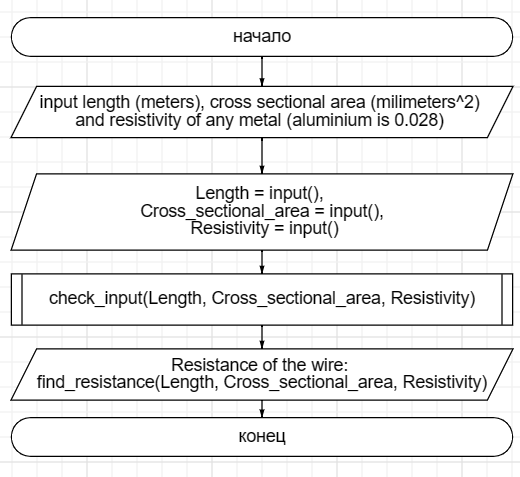 начало
input length (meters), cross sectional area (milimeters^2)
and resistivity of any metal (aluminium is 0.028)
Length = input(),
Cross_sectional_area = input(),
Resistivity = input()
check_input(Length, Cross_sectional_area, Resistivity)
Resistance of the wire:
find_resistance(Length, Cross_sectional_area, Resistivity)
конец